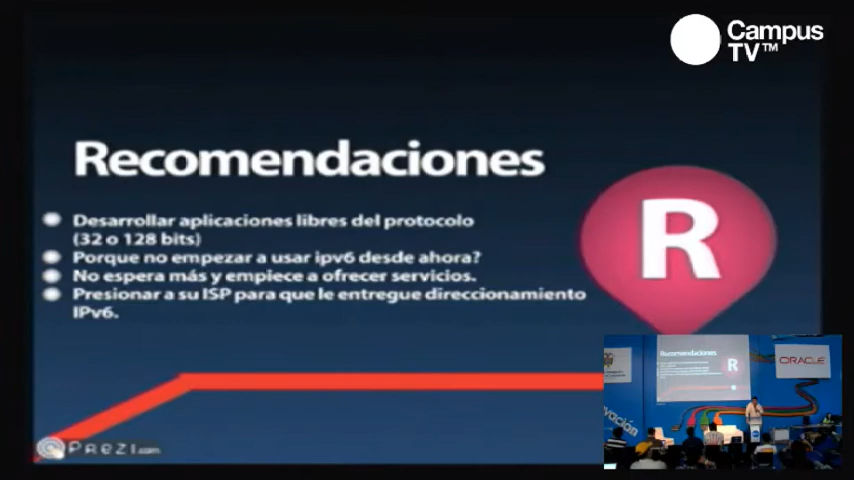 Campus
TV™
Recomendaciones
Desarrollar aplicaciones libres del protocolo
(32 o 128 bits)
Porque no empezar a usar ipv6 desde ahora?
No espera más y empiece a ofrecer servicios.
Presionar a su ISP para que le entregue direccionamiento
IPv6.
R
Recomendaciones
R
ORACLE
Prezi.com